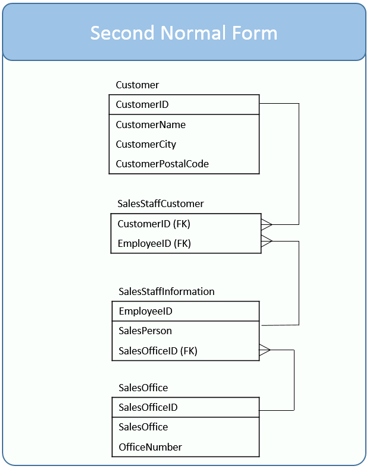 Second Normal Form
Customer
CustomerID
CustomerName
CustomerCity
CustomerPostalCode
SalesStaffCustomer
CustomerID (FK)
EmployeeID (FK)
SalesStaffInformation
EmployeeID
SalesPerson
SalesOfficeID (FK)
SalesOffice
SalesOfficeID
SalesOffice
OfficeNumber